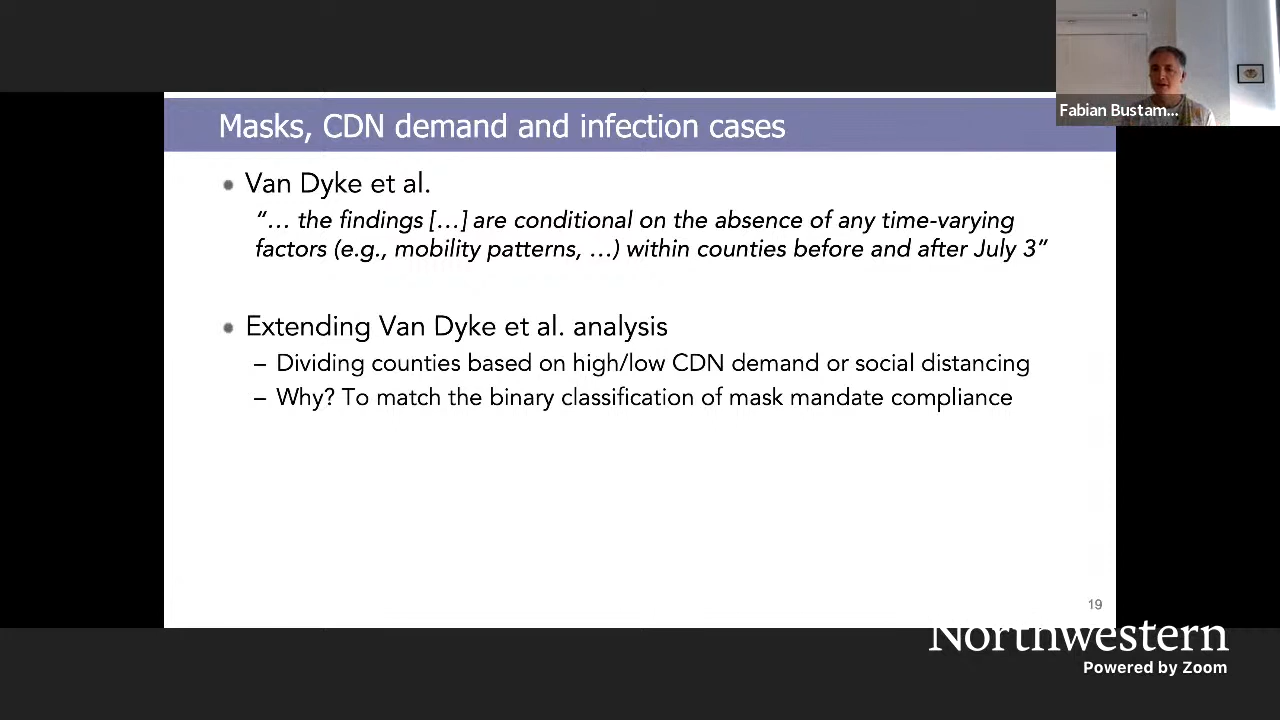 Fabian Bustam...
Masks, CDN demand and infection cases
Van Dyke et al.
“... the findings [...] are conditional on the absence of any time-varying
factors (e.g., mobility patterns, ...) within counties before and after July 3”
Extending Van Dyke et al. analysis
– Dividing counties based on high/low CDN demand or social distancing
– Why? To match the binary classification of mask mandate compliance
19
Northwestern
Powered by Zoom